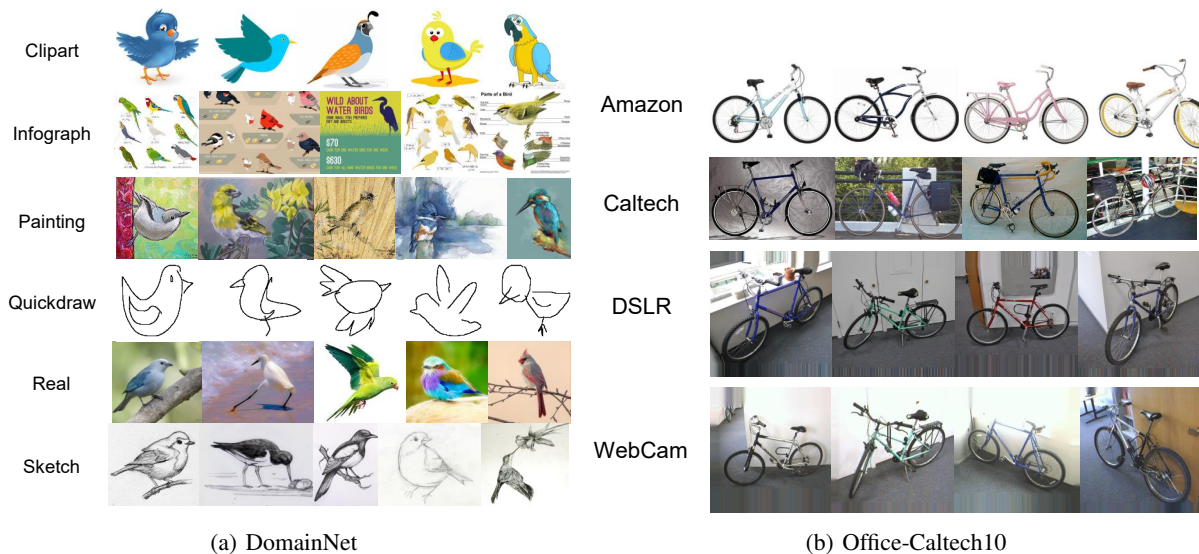 Clipart
Infograph
WILD ABOUT
WATER BIRDS
$70
$630
Parts of a Bird
Painting
Quickdraw
Real
Sketch
(a) DomainNet
Amazon
Caltech
DSLR
WebCam
(b) Office-Caltech10